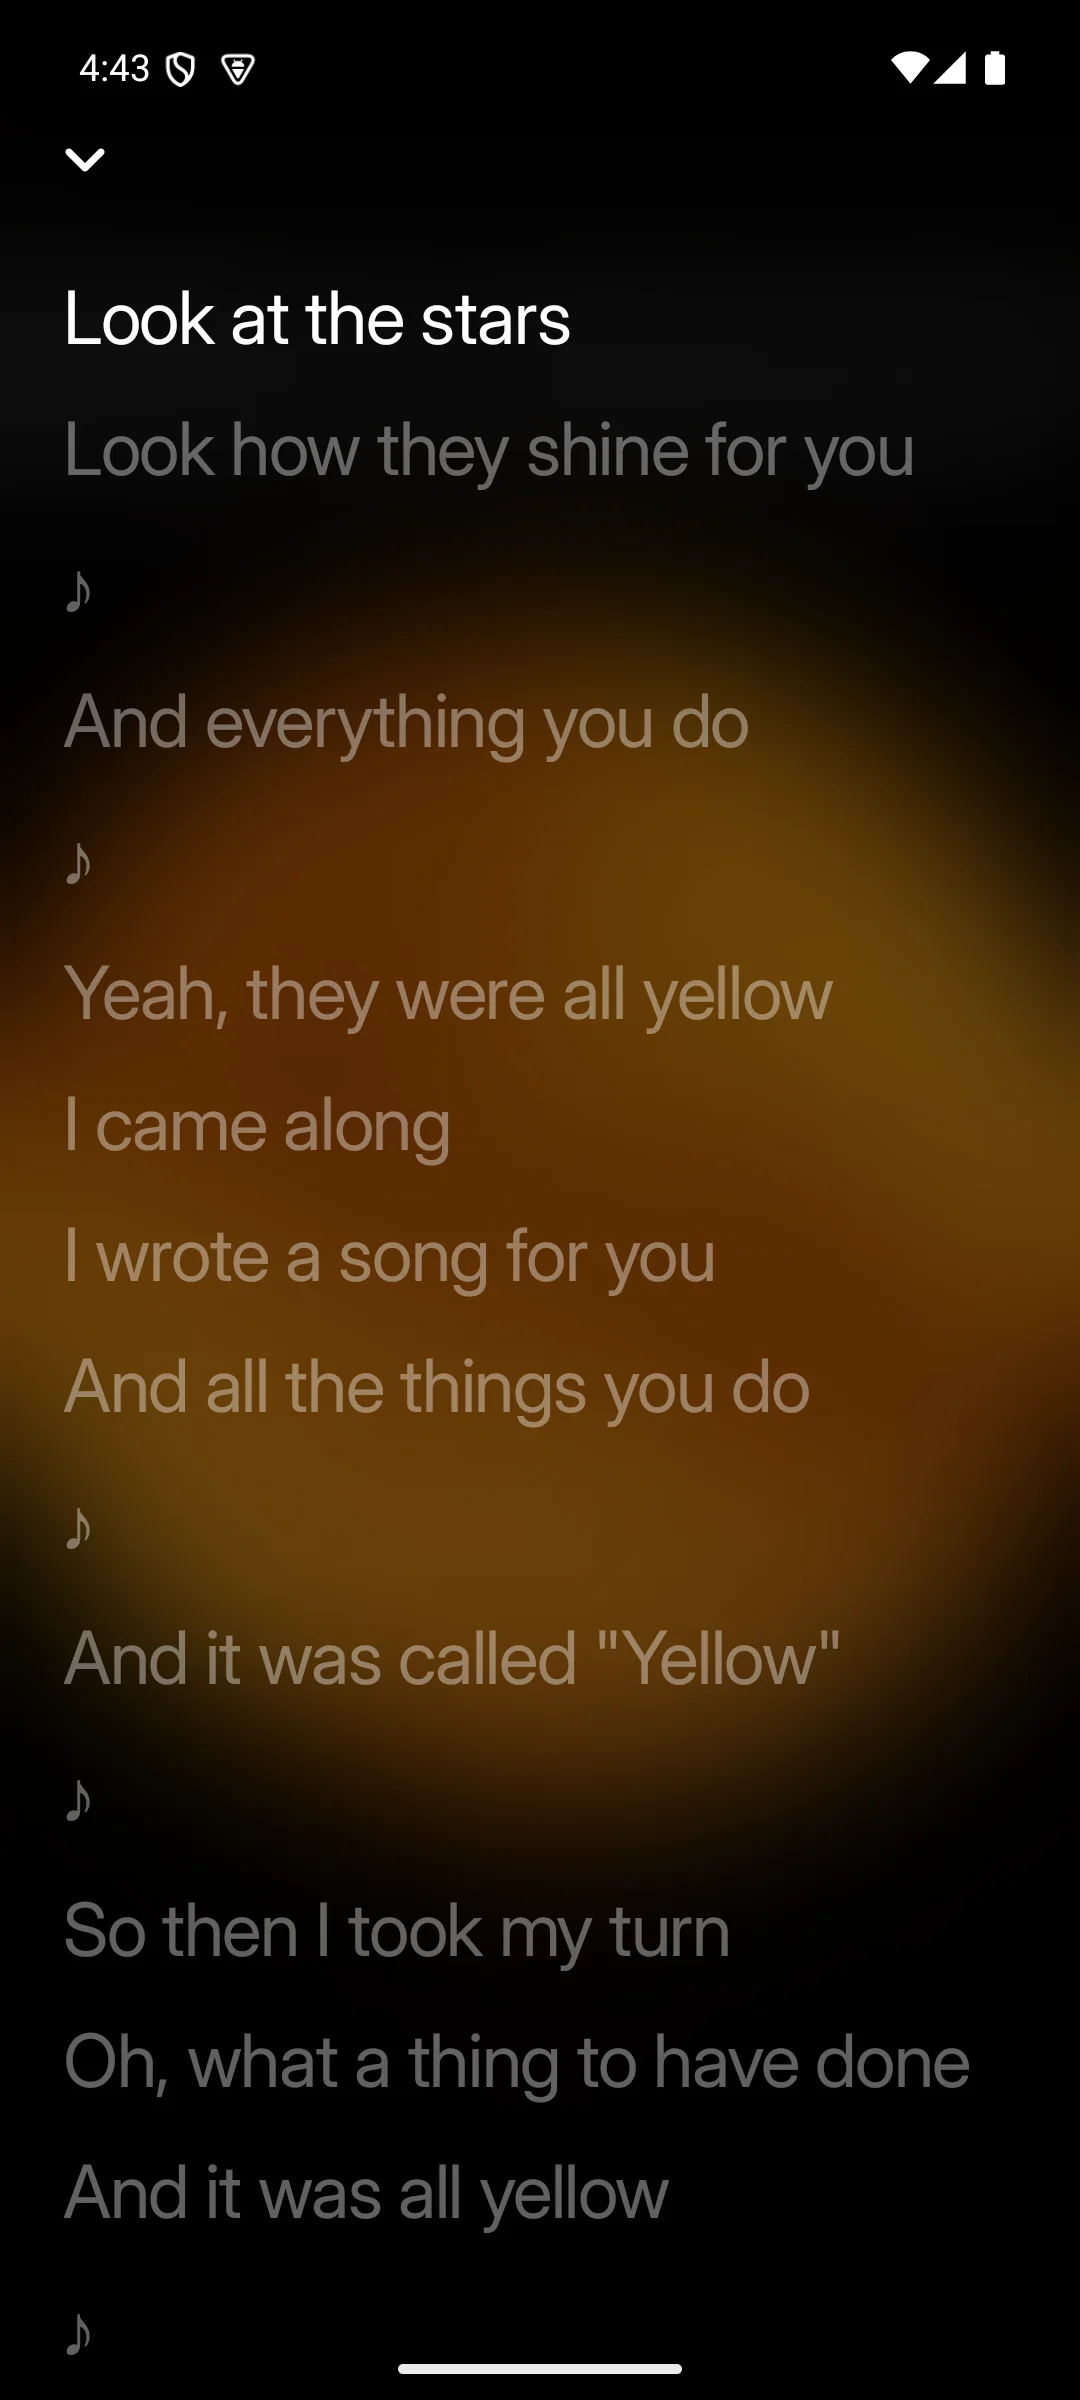 4:43
Look at the stars
Look how they shine for you
♪
And everything you do
♪
Yeah, they were all yellow
I came along
I wrote a song for you
And all the things you do
♪
And it was called "Yellow"
♪
So then I took my turn
Oh, what a thing to have done
And it was all yellow
♪